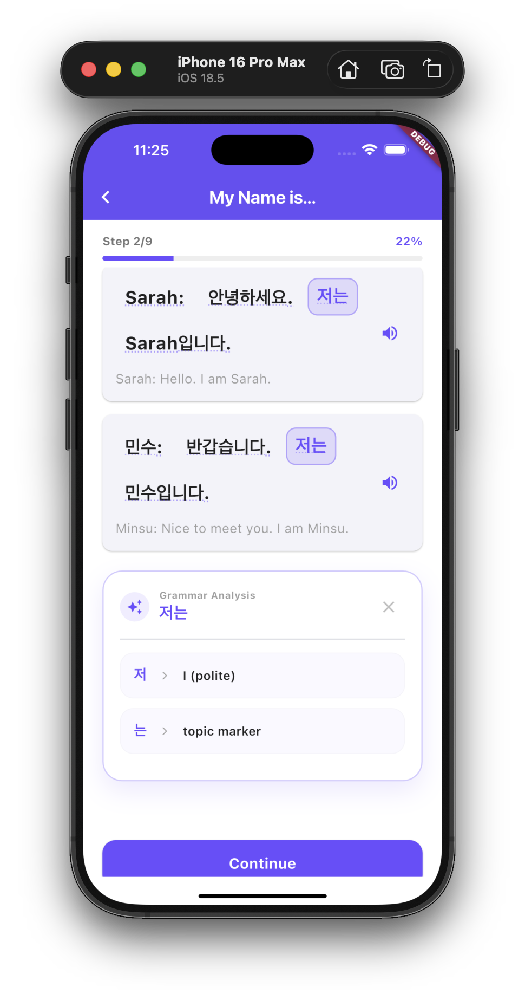 iPhone 16 Pro Max
iOS 18.5
11:25
DEBUG
My Name is...
Step 2/9
22%
Sarah: 안녕하세요. 저는
Sarah입니다.
Sarah: Hello. I am Sarah.
민수: 반갑습니다. 저는
민수입니다.
Minsu: Nice to meet you. I am Minsu.
Grammar Analysis
저는
저 > I (polite)
는 > topic marker
Continue